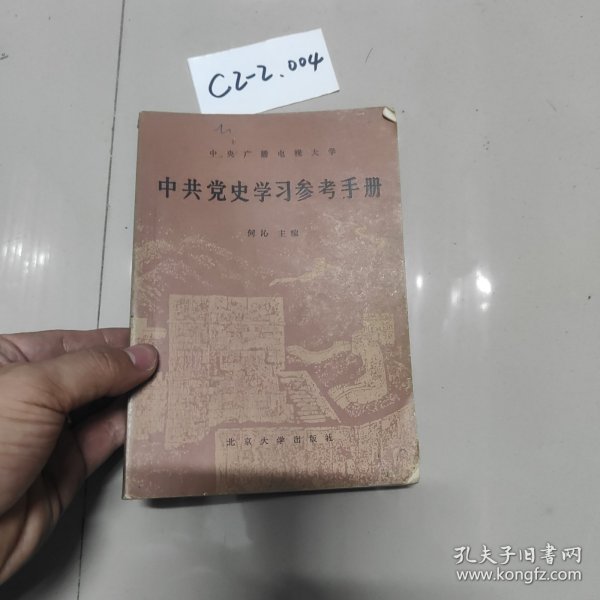 C2-2.004
中央广播电视大学
中共党史学习参考手册
何沁 主编
北京大学出版社
孔夫子旧书网
www.kongfz.com